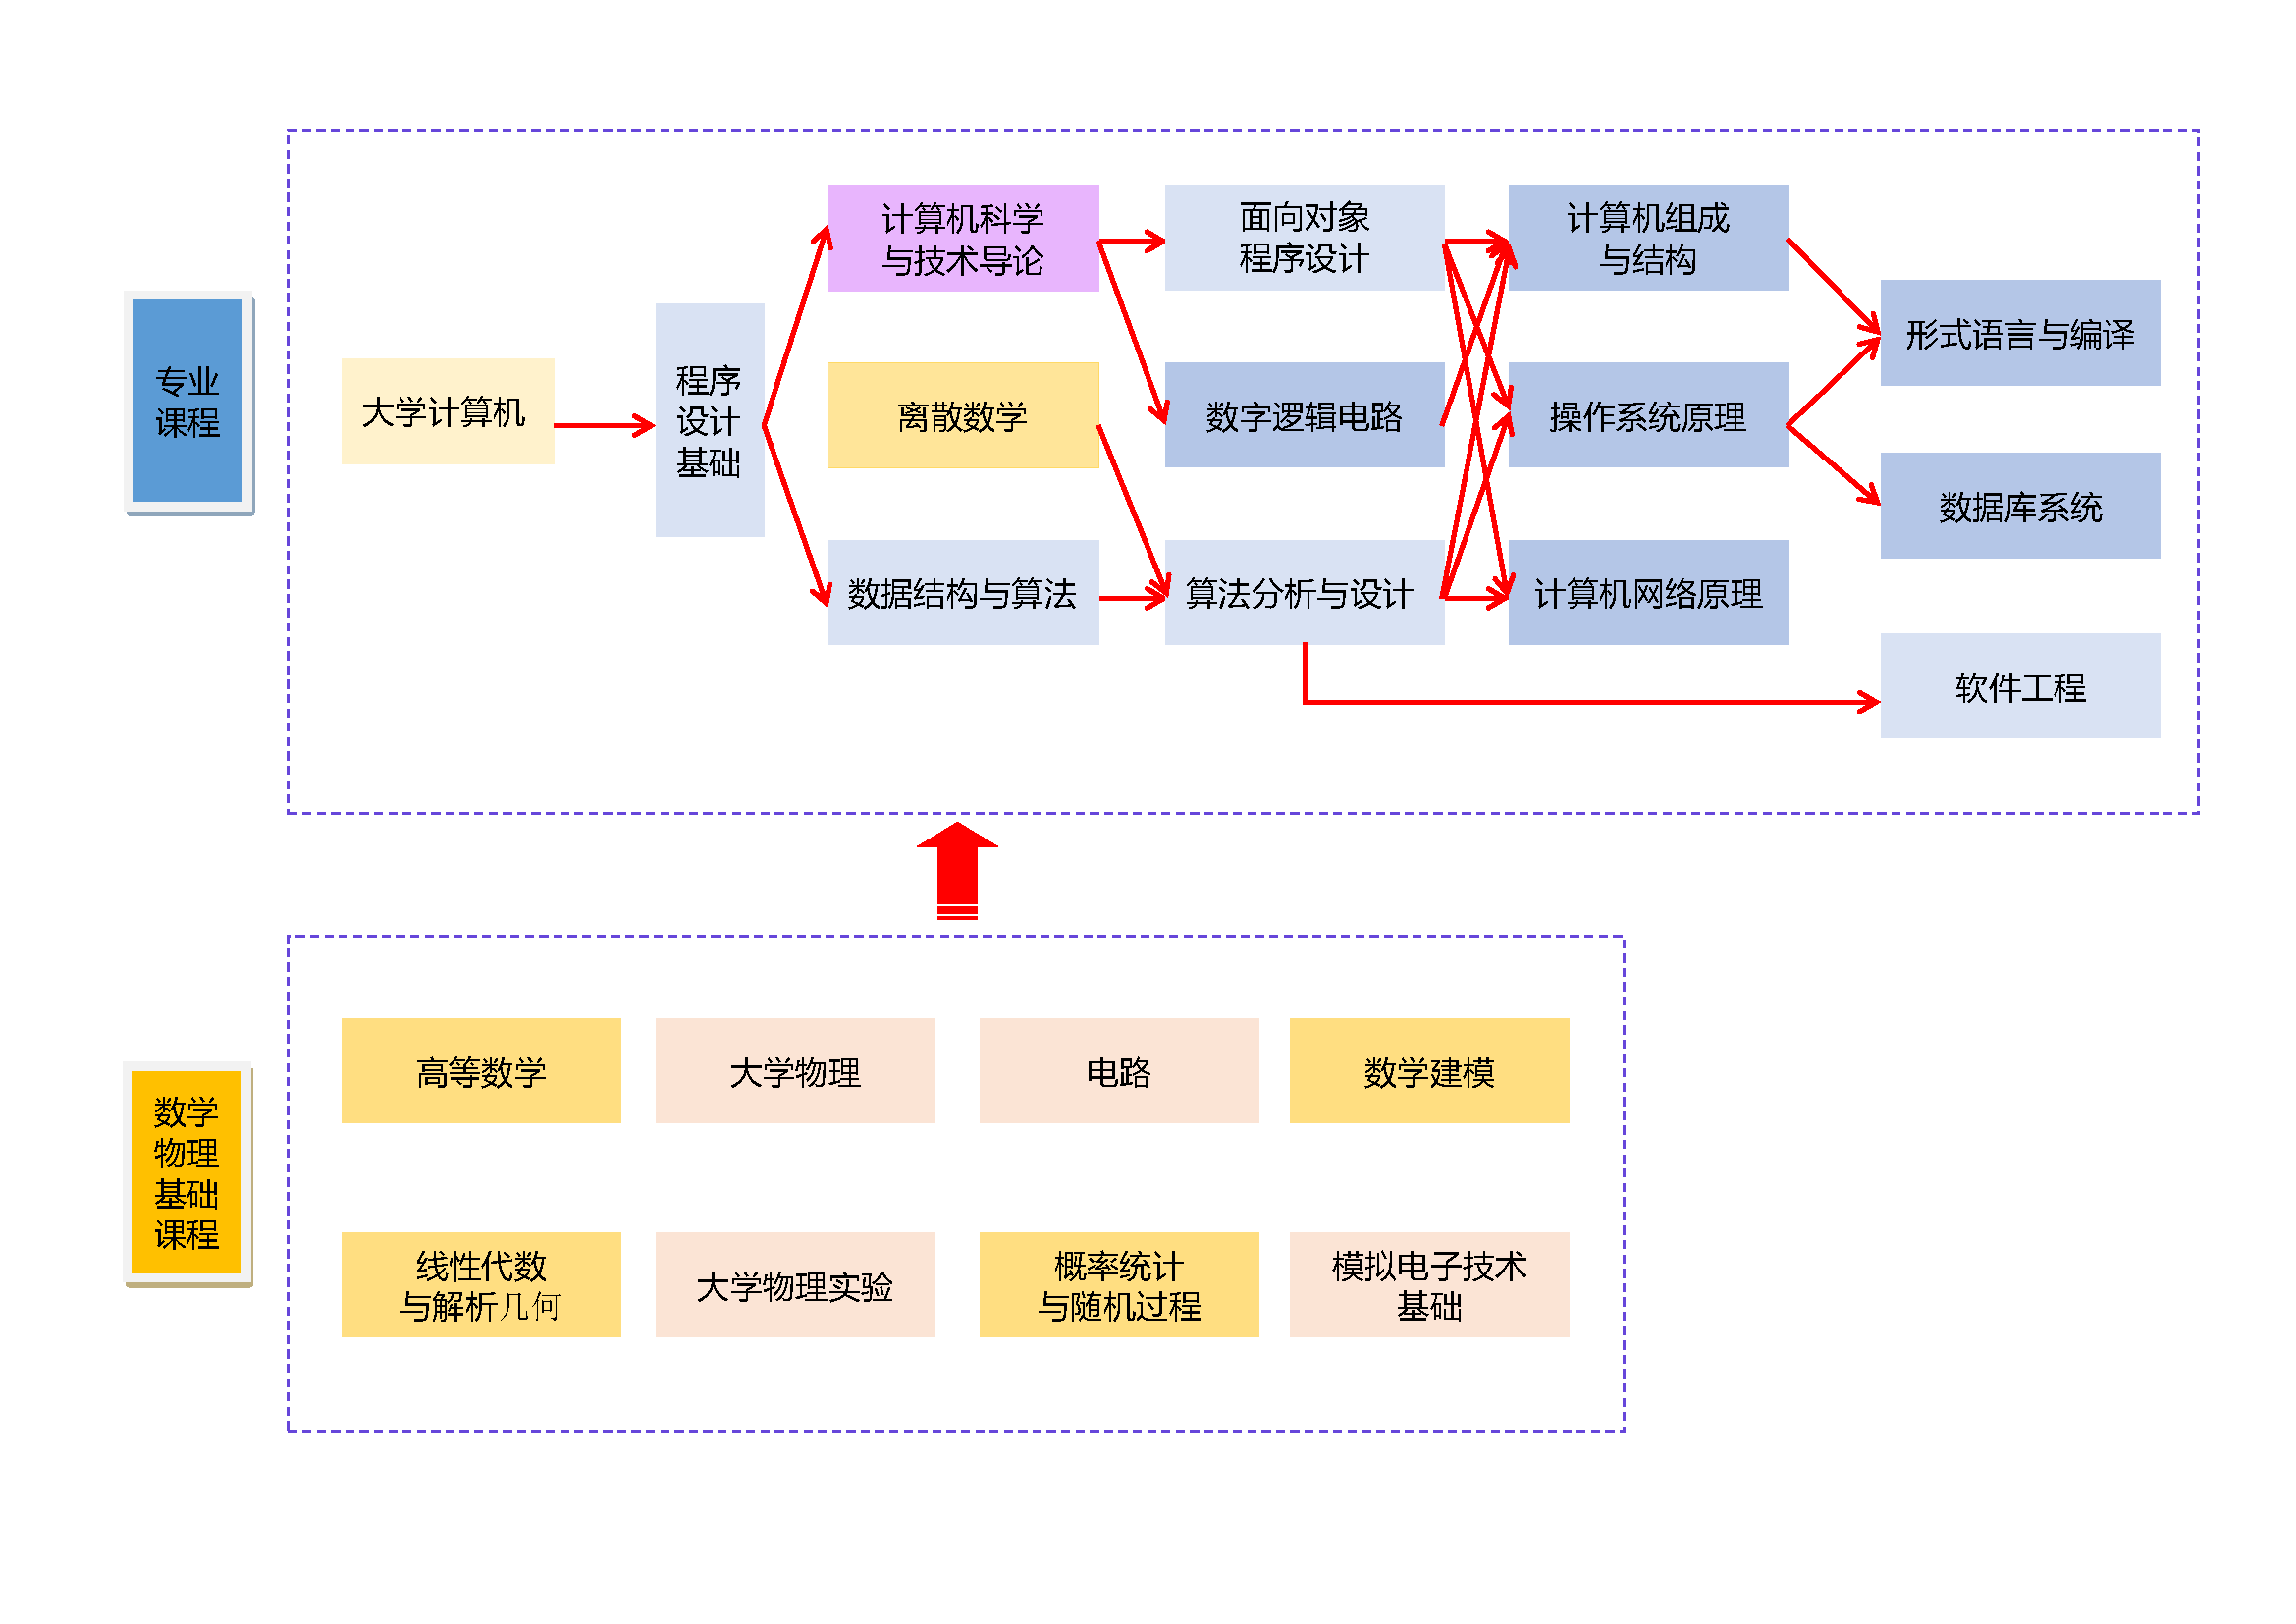 专业
课程
大学计算机
程序
设计
基础
计算机科学
与技术导论
离散数学
数据结构与算法
面向对象
程序设计
数字逻辑电路
算法分析与设计
计算机组成
与结构
操作系统原理
计算机网络原理
形式语言与编译
数据库系统
软件工程
数学
物理
基础
课程
高等数学
大学物理
电路
数学建模
线性代数
与解析几何
大学物理实验
概率统计
与随机过程
模拟电子技术
基础